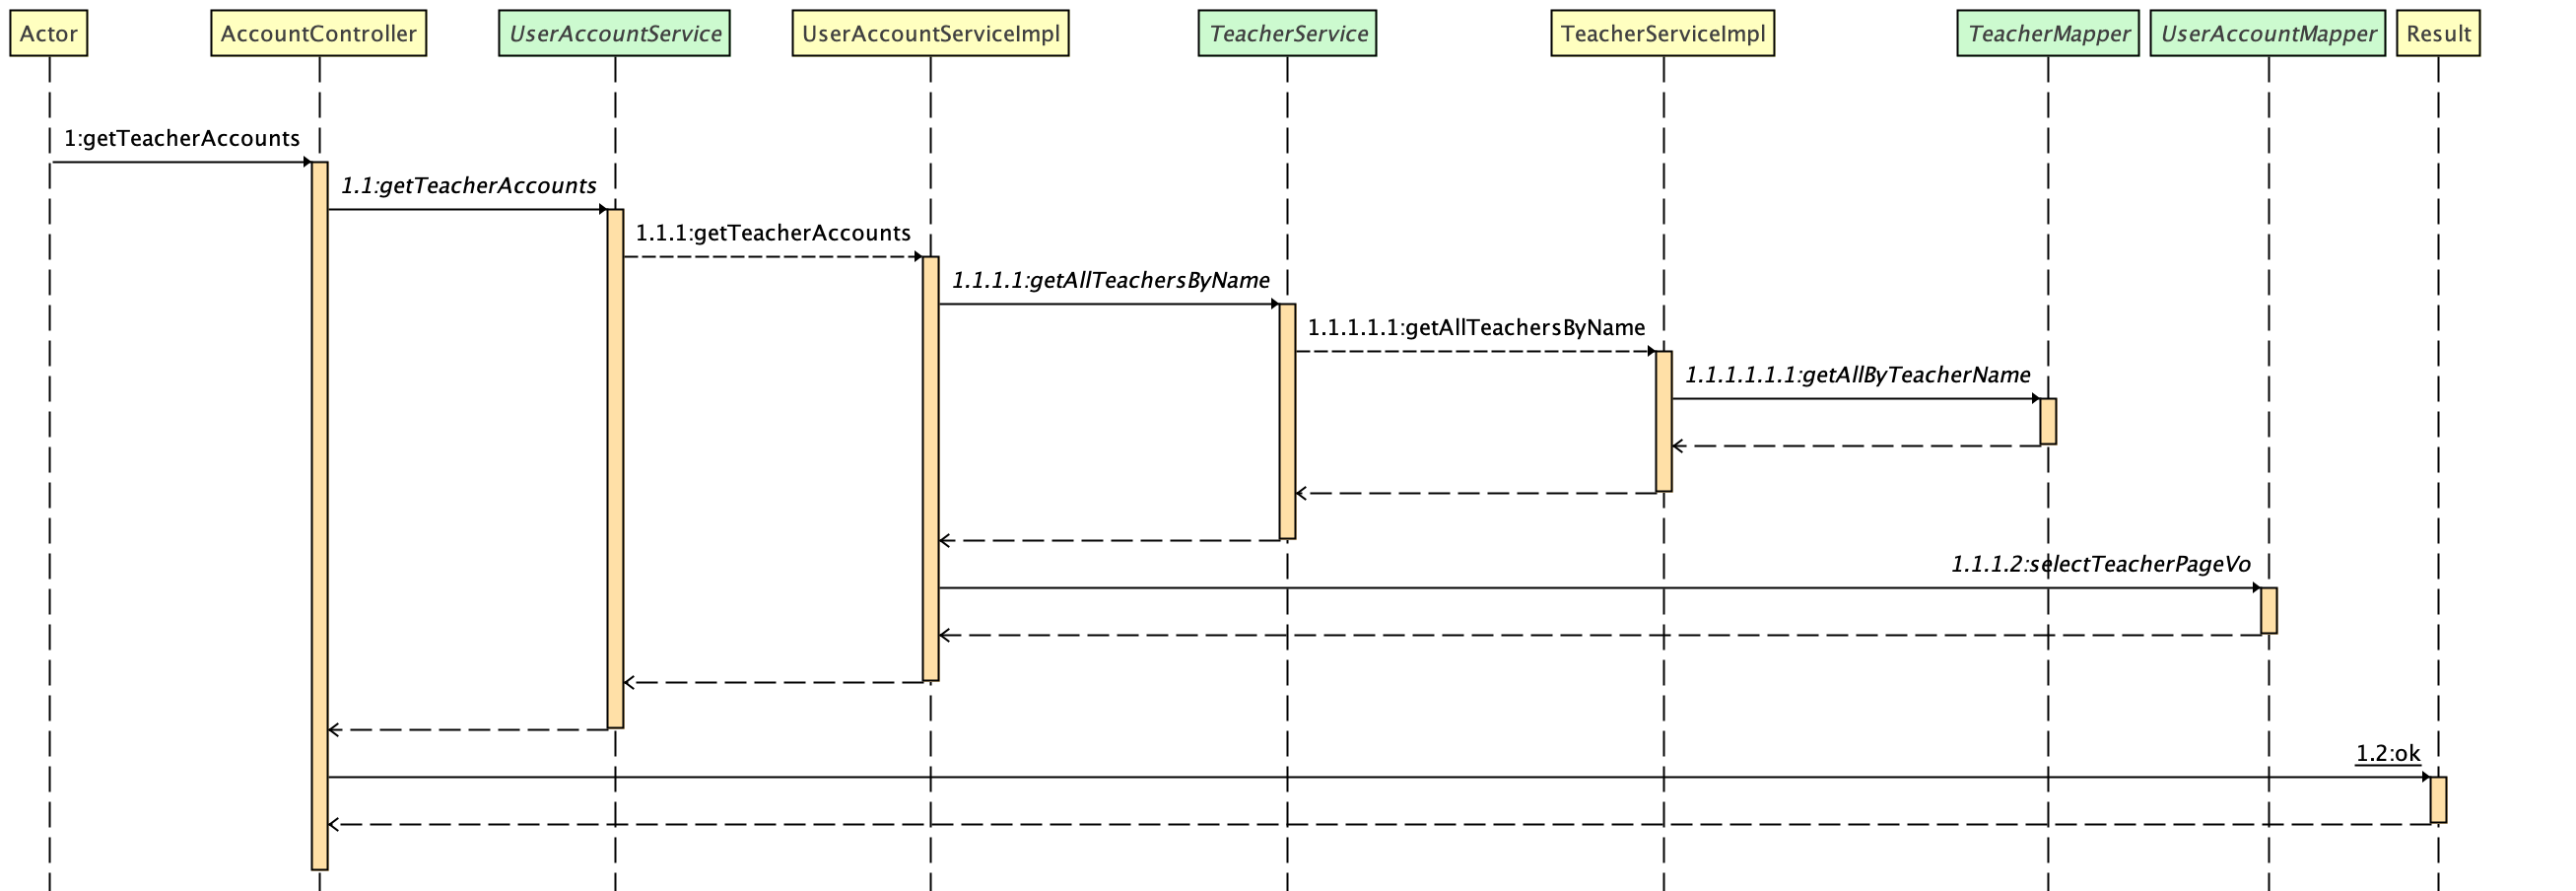 Actor
AccountController
UserAccountService
UserAccountServiceImpl
TeacherService
TeacherServiceImpl
TeacherMapper
UserAccountMapper
Result
1:getTeacherAccounts
1.1:getTeacherAccounts
1.1.1:getTeacherAccounts
1.1.1.1:getAllTeachersByName
1.1.1.1.1:getAllTeachersByName
1.1.1.1.1.1:getAllByTeacherName
1.1.1.2:selectTeacherPageVo
1.2:ok